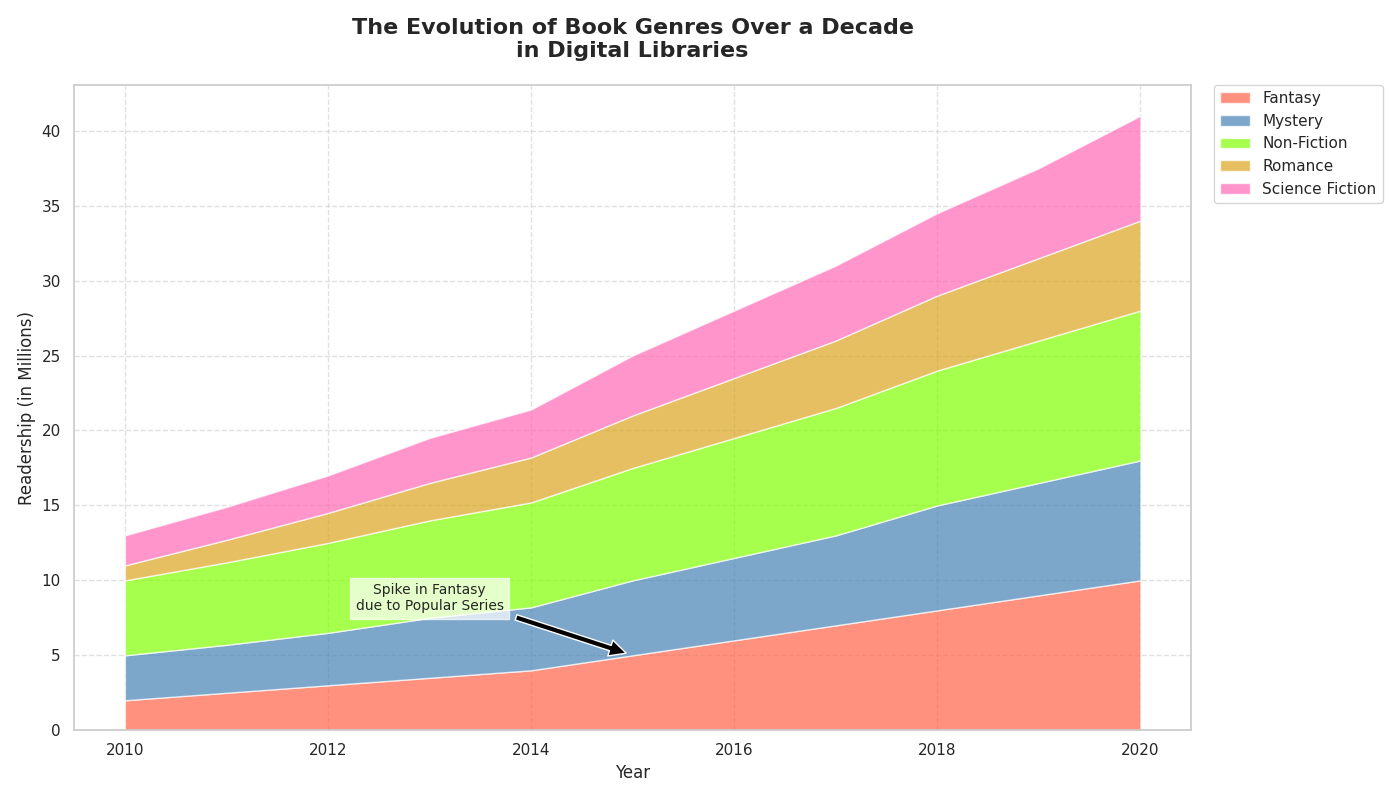 The Evolution of Book Genres Over a Decade
in Digital Libraries
Fantasy
Mystery
Non-Fiction
Romance
Science Fiction
Readership (in Millions)
40
35
30
25
20
15
10
5
0
Spike in Fantasy
due to Popular Series
2010
2012
2014
2016
2018
2020
Year